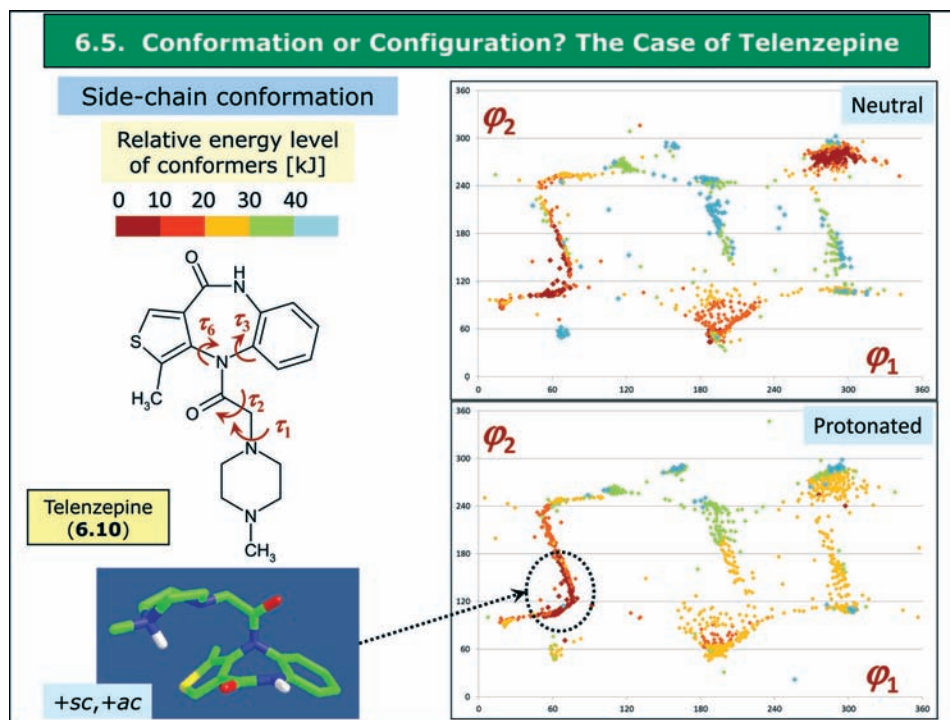 6.5. Conformation or Configuration? The Case of Telenzepine
Side-chain conformation
Relative energy level
of conformers [kJ]
0 10 20 30 40
O
NH
S
τ6
τ3
N
H3C
O
τ2
τ1
N
N
CH3
Telenzepine
(6.10)
+sc,+ac
360
300
240
180
120
60
0
0 60 120 180 240 300 360
φ2
Neutral
φ1
360
300
240
180
120
60
0
0 60 120 180 240 300 360
φ2
Protonated
φ1